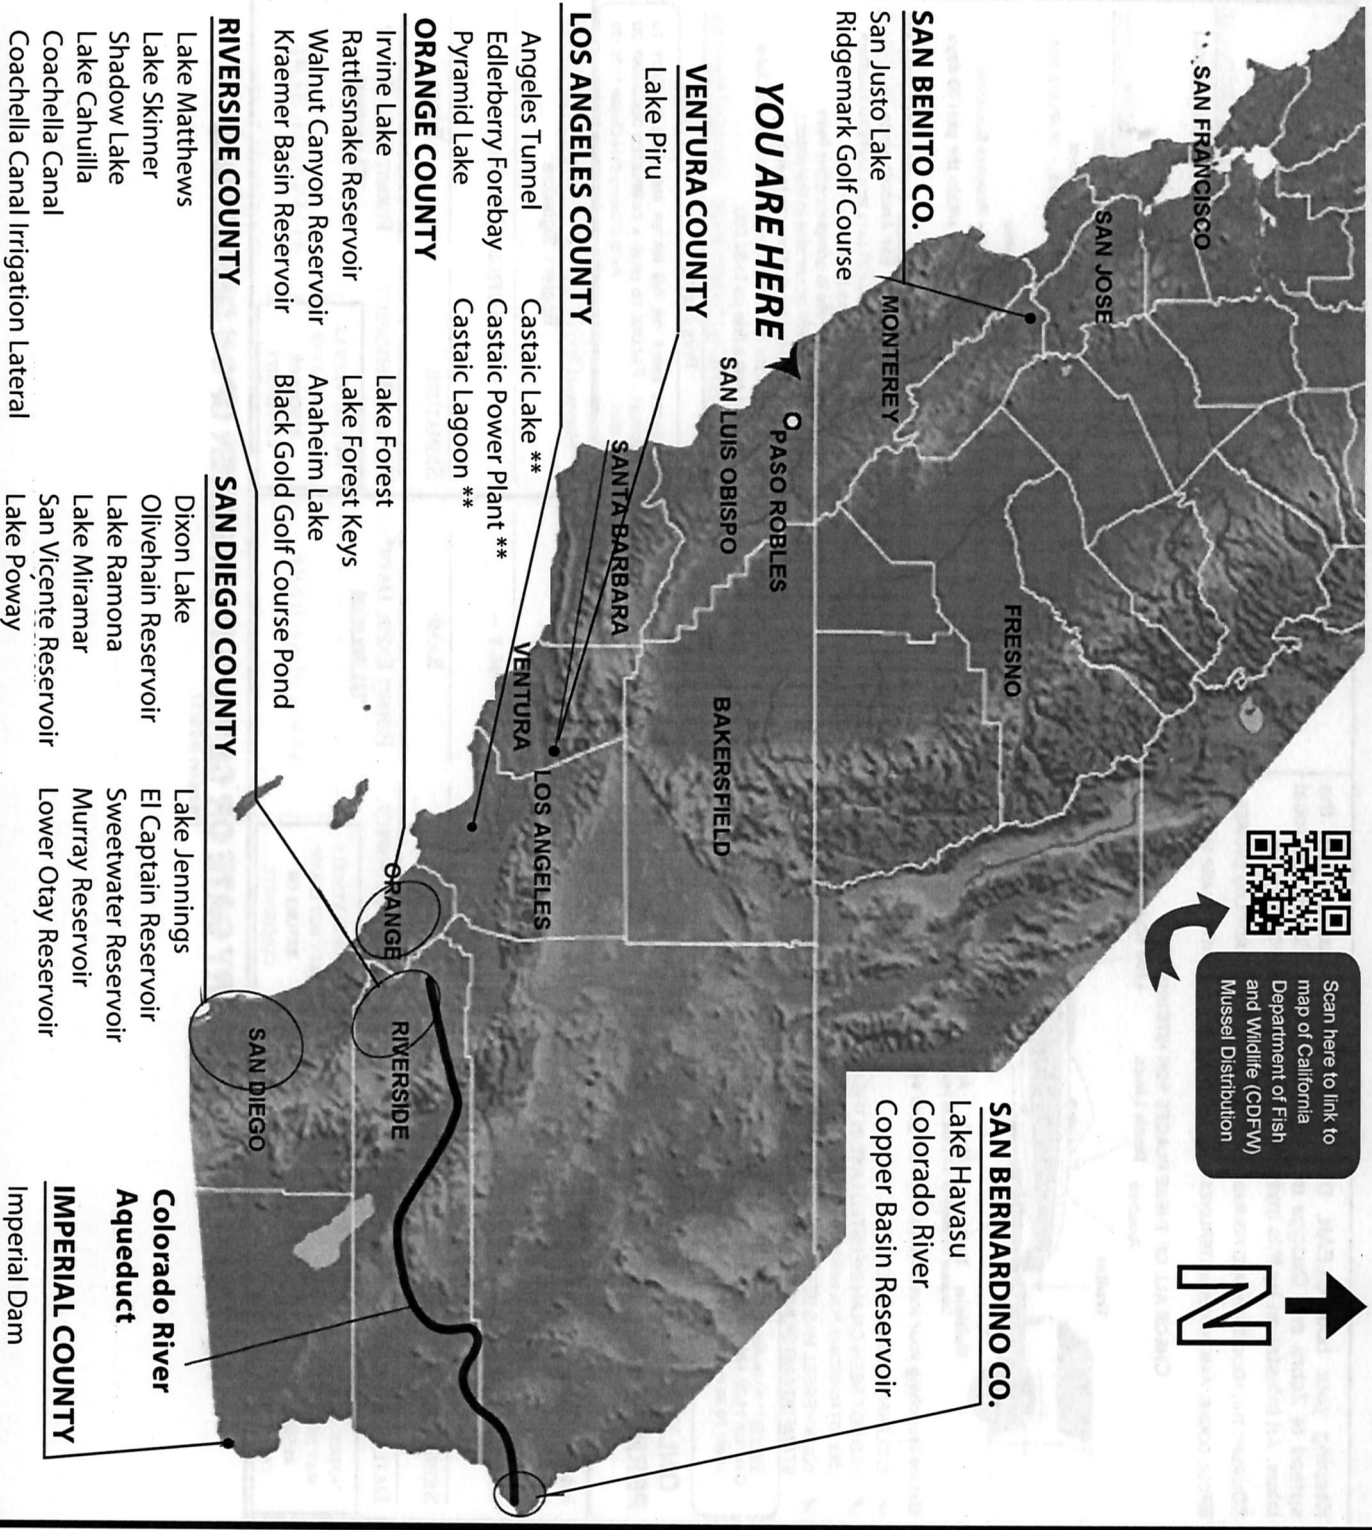 SAN FRANCISCO
SAN JOSE
SAN BENITO CO.
San Justo Lake
Ridgemark Golf Course
MONTEREY
YOU ARE HERE
PASO ROBLES
SAN LUIS OBISPO
FRESNO
BAKERSFIELD
SANTA BARBARA
VENTURA
LOS ANGELES
ORANGE
RIVERSIDE
SAN DIEGO
Scan here to link to
map of California
Department of Fish
and Wildlife (CDFW)
Mussel Distribution
N
SAN BERNARDINO CO.
Lake Havasu
Colorado River
Copper Basin Reservoir
VENTURA COUNTY
Lake Piru
LOS ANGELES COUNTY
Angeles Tunnel
Edlerberry Forebay
Pyramid Lake
Castaic Lake **
Castaic Power Plant **
Castaic Lagoon **
ORANGE COUNTY
Irvine Lake
Rattlesnake Reservoir
Walnut Canyon Reservoir
Kraemer Basin Reservoir
Lake Forest
Lake Forest Keys
Anaheim Lake
Black Gold Golf Course Pond
RIVERSIDE COUNTY
Lake Matthews
Lake Skinner
Shadow Lake
Lake Cahuilla
Coachella Canal
Coachella Canal Irrigation Lateral
SAN DIEGO COUNTY
Dixon Lake
Olivehain Reservoir
Lake Ramona
Lake Miramar
San Vicente Reservoir
Lake Poway
Lake Jennings
El Captain Reservoir
Sweetwater Reservoir
Murray Reservoir
Lower Otay Reservoir
Colorado River
Aqueduct
IMPERIAL COUNTY
Imperial Dam